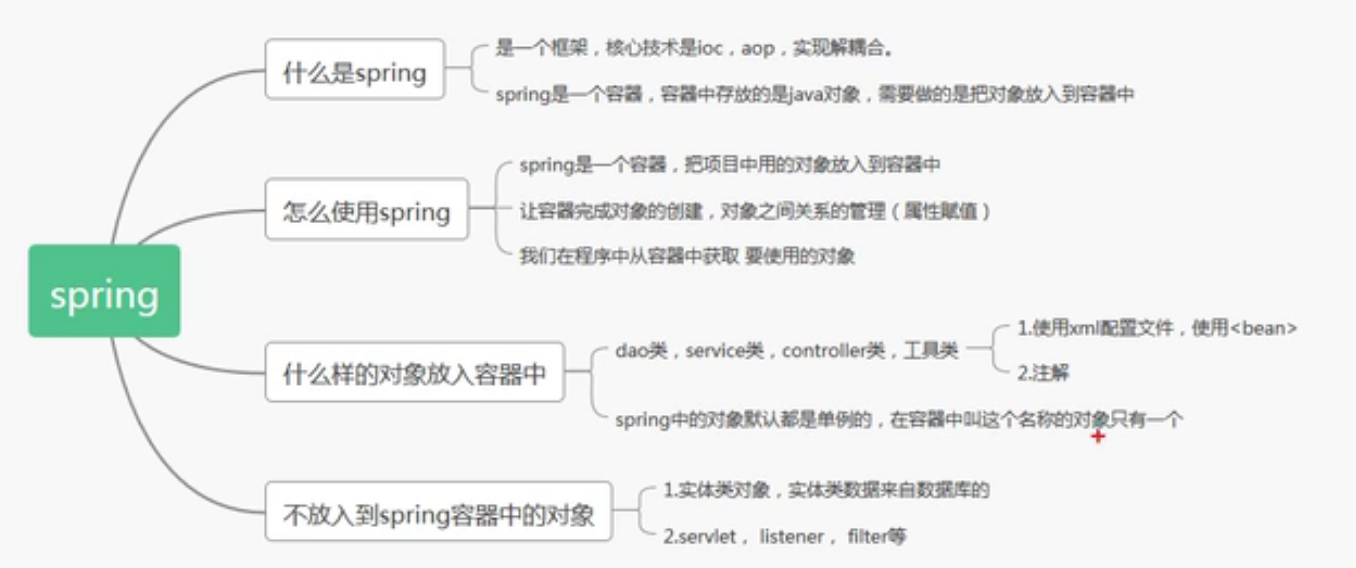 spring
什么是spring
是一个框架，核心技术是ioc，aop，实现解耦合。
spring是一个容器，容器中存放的是java对象，需要做的是把对象放入到容器中
怎么使用spring
spring是一个容器，把项目中用的对象放入到容器中
让容器完成对象的创建，对象之间关系的管理（属性赋值）
我们在程序中从容器中获取 要使用的对象
什么样的对象放入容器中
dao类，service类，controller类，工具类
1.使用xml配置文件，使用<bean>
2.注解
spring中的对象默认都是单例的，在容器中叫这个名称的对象只有一个
不放入到spring容器中的对象
1.实体类对象，实体类数据来自数据库的
2.servlet， listener， filter等